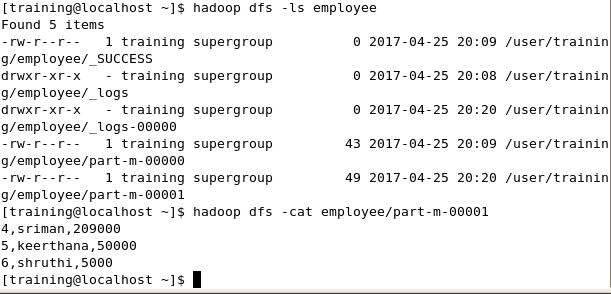 [training@localhost ~]$ hadoop dfs -ls employee
Found 5 items
-rw-r--r--   1 training supergroup          0 2017-04-25 20:09 /user/trainin
g/employee/_SUCCESS
drwxr-xr-x   - training supergroup          0 2017-04-25 20:08 /user/trainin
g/employee/_logs
drwxr-xr-x   - training supergroup          0 2017-04-25 20:20 /user/trainin
g/employee/_logs-00000
-rw-r--r--   1 training supergroup         43 2017-04-25 20:09 /user/trainin
g/employee/part-m-00000
-rw-r--r--   1 training supergroup         49 2017-04-25 20:20 /user/trainin
g/employee/part-m-00001
[training@localhost ~]$ hadoop dfs -cat employee/part-m-00001
4,sriman,209000
5,keerthana,50000
6,shruthi,5000
[training@localhost ~]$